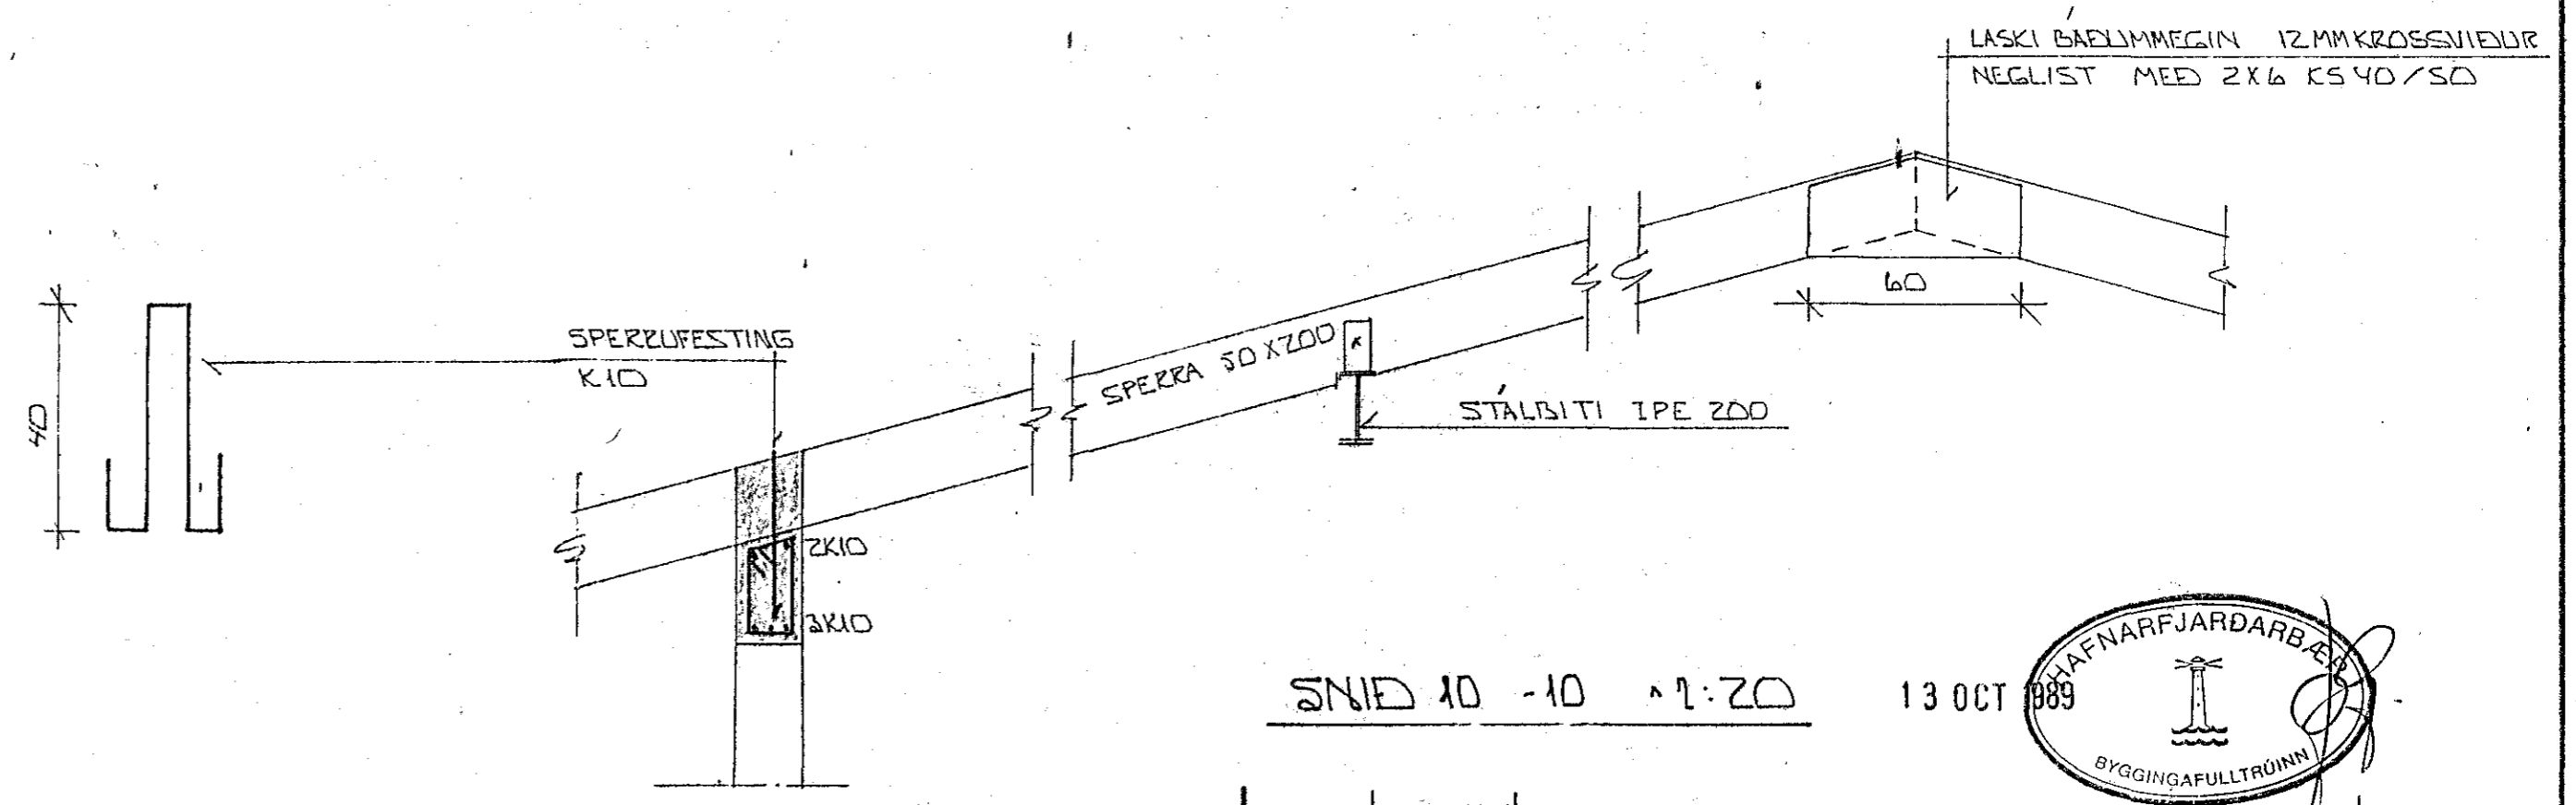 LASKI BÁÐUMMEGIN 12MM KROSSVIÐUR
NEGLIST MEÐ 2X6 KS 40/50
60
SPERRUFESTING
K10
40
SPERRA 50X200
STÁLBITI IPE 200
2K10
3K10
SNIÐ 10 - 10 1:20
13 OCT 1989
HAFNARFJARÐARBÆR
BYGGINGAFULLTRÚINN